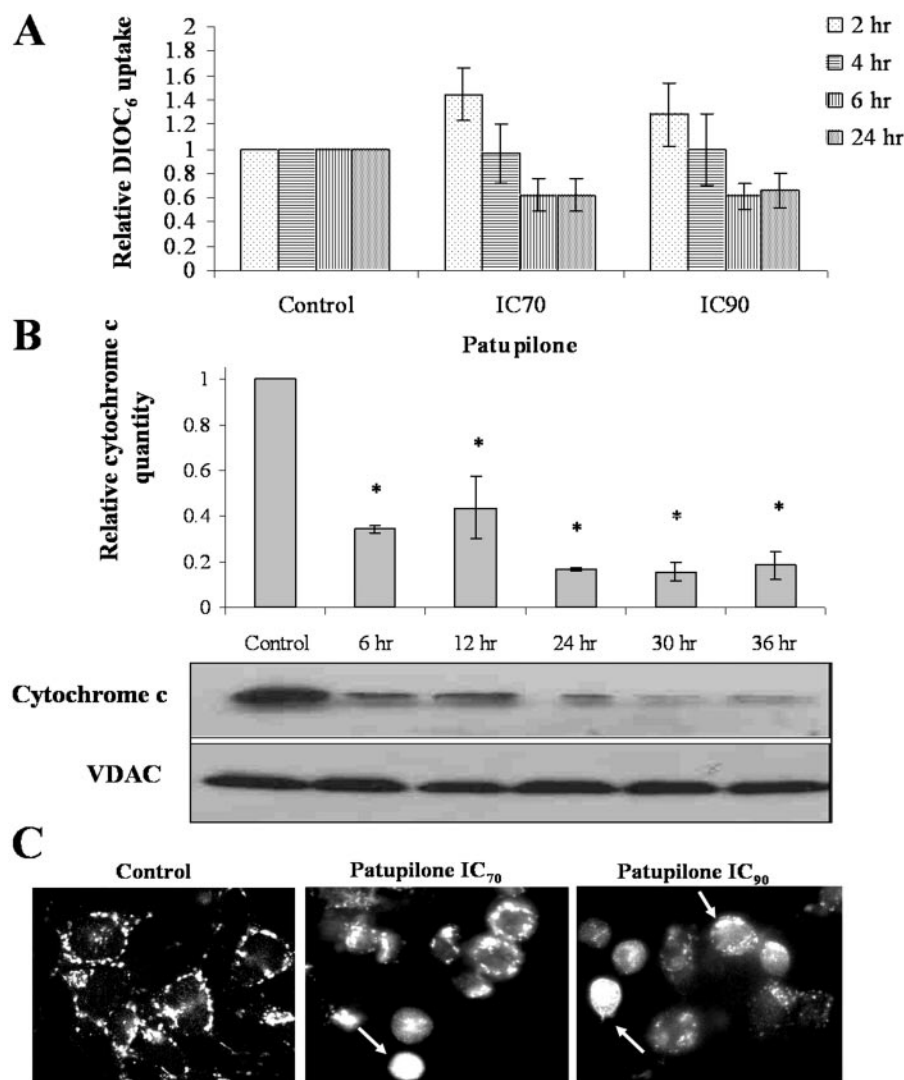 A
Relative DIOC₆ uptake
2
1.8
1.6
1.4
1.2
1
0.8
0.6
0.4
0.2
0
2 hr
4 hr
6 hr
24 hr
Control IC70 IC90
Patupilone
B
Relative cytochrome c
quantity
1
0.8
0.6
0.4
0.2
0
* * * * *
Control 6 hr 12 hr 24 hr 30 hr 36 hr
Cytochrome c
VDAC
C
Control Patupilone IC₇₀ Patupilone IC₉₀